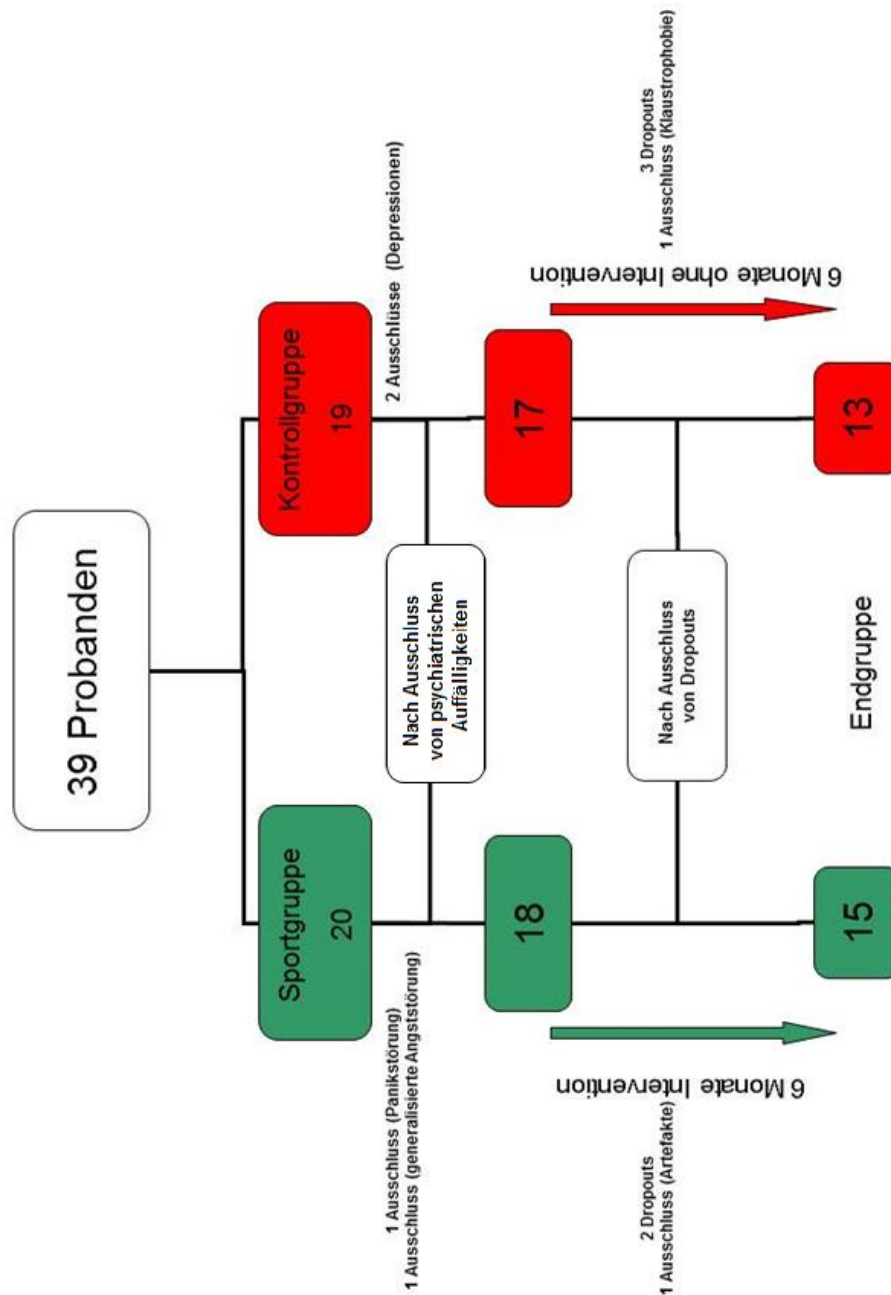 39 Probanden
Sportgruppe
20
Kontrollgruppe
19
1 Ausschluss (Panikstörung)
1 Ausschluss (generalisierte Angststörung)
Nach Ausschluss
von psychiatrischen
Auffälligkeiten
2 Ausschlüsse (Depressionen)
18
17
2 Dropouts
1 Ausschluss (Artefakte)
6 Monate Intervention
Nach Ausschluss
von Dropouts
6 Monate ohne Intervention
3 Dropouts
1 Ausschluss (Klaustrophobie)
15
Endgruppe
13